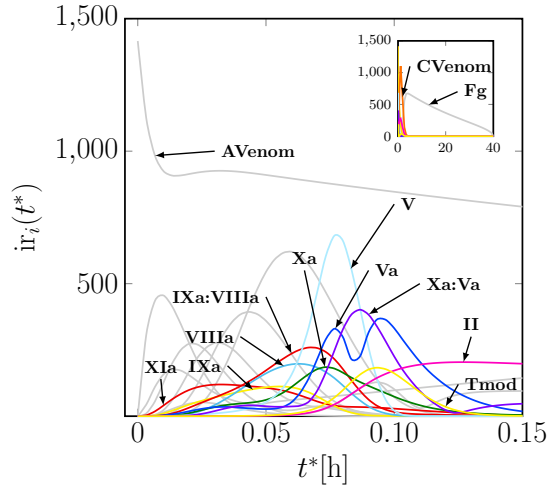 1,500
1,000
500
ir_i(t*)
0
0.05
0.10
0.15
t*[h]
AVenom
V
Xa
Va
Xa:Va
IXa:VIIIa
II
VIIIa
XIa
IXa
Tmod
1,500
1,000
500
0
0
20
40
CVenom
Fg